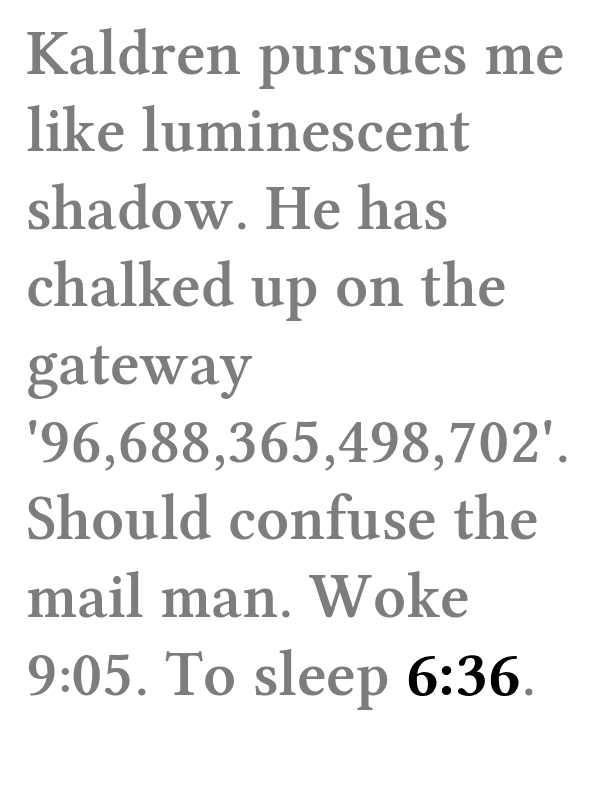 Kaldren pursues me
like luminescent
shadow. He has
chalked up on the
gateway
'96,688,365,498,702'.
Should confuse the
mail man. Woke
9:05. To sleep 6:36.